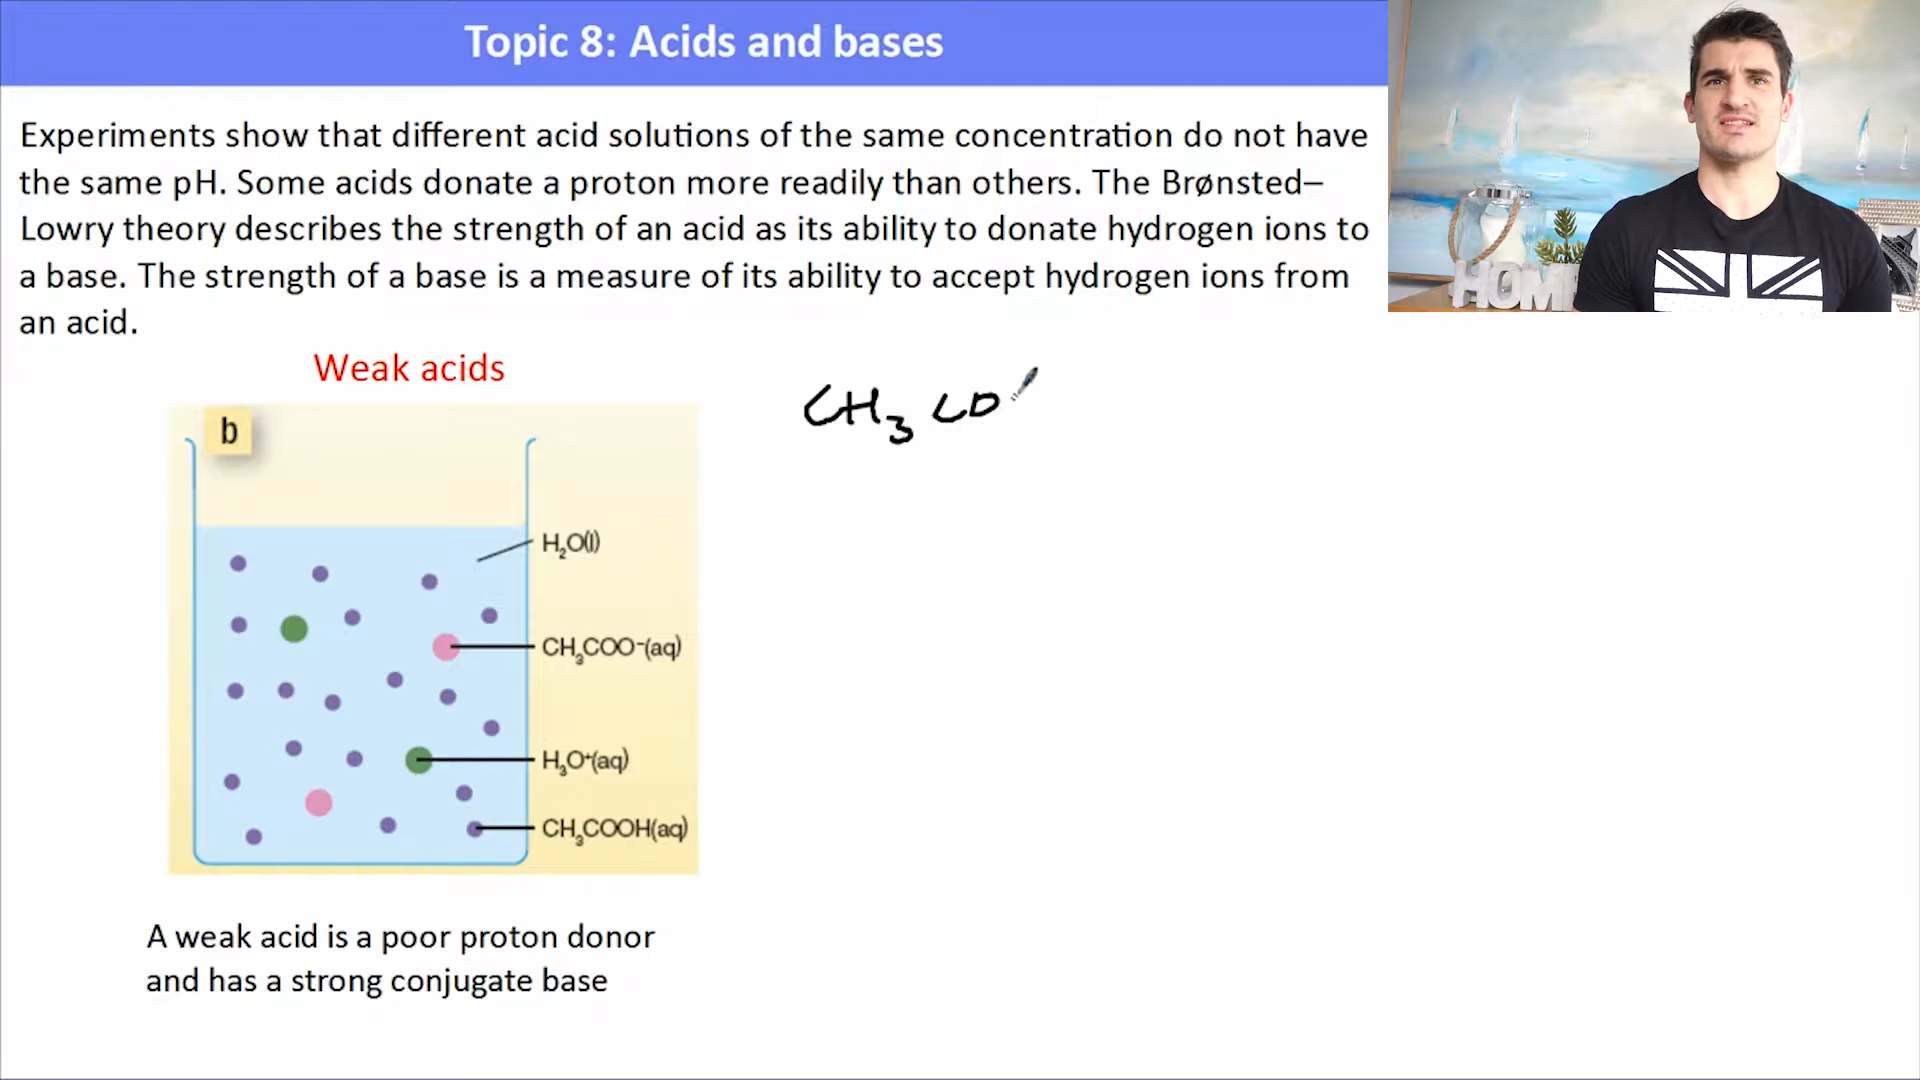 Topic 8: Acids and bases
Experiments show that different acid solutions of the same concentration do not have
the same pH. Some acids donate a proton more readily than others. The Brønsted–
Lowry theory describes the strength of an acid as its ability to donate hydrogen ions to
a base. The strength of a base is a measure of its ability to accept hydrogen ions from
an acid.
HOME
Weak acids
CH₃ CO
b
H₂O(l)
CH₃COO⁻(aq)
H₃O⁺(aq)
CH₃COOH(aq)
A weak acid is a poor proton donor
and has a strong conjugate base